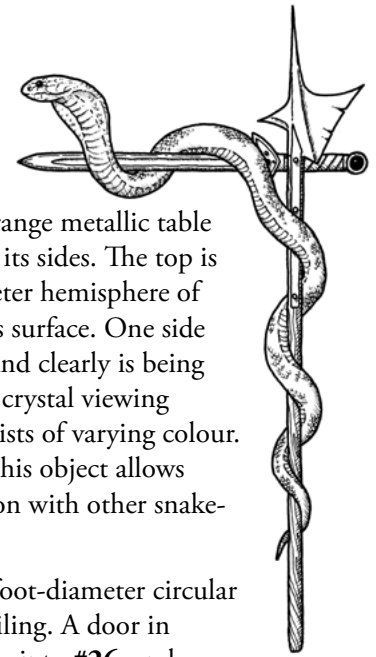 range metallic table
its sides. The top is
eter hemisphere of
s surface. One side
nd clearly is being
crystal viewing
ists of varying colour.
his object allows
on with other snake-
foot-diameter circular
iling. A door in